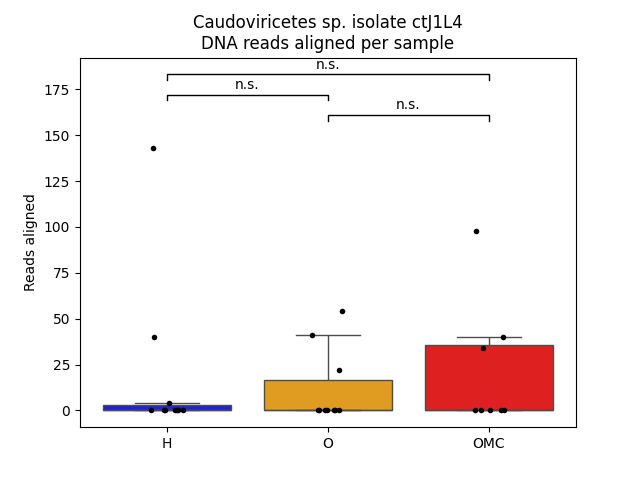 Caudoviricetes sp. isolate ctJ1L4
DNA reads aligned per sample
n.s.
n.s.
n.s.
Reads aligned
175
150
125
100
75
50
25
0
H
O
OMC